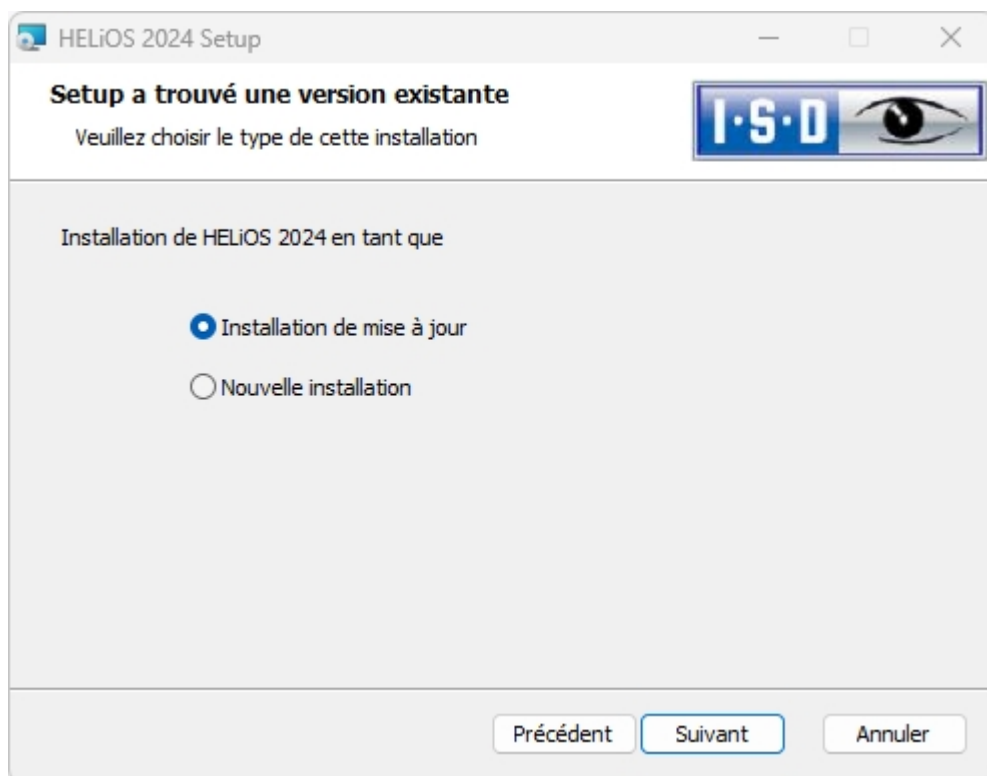 HELiOS 2024 Setup
Setup a trouvé une version existante
Veuillez choisir le type de cette installation
I·S·D
Installation de HELiOS 2024 en tant que
Installation de mise à jour
Nouvelle installation
Précédent Suivant Annuler